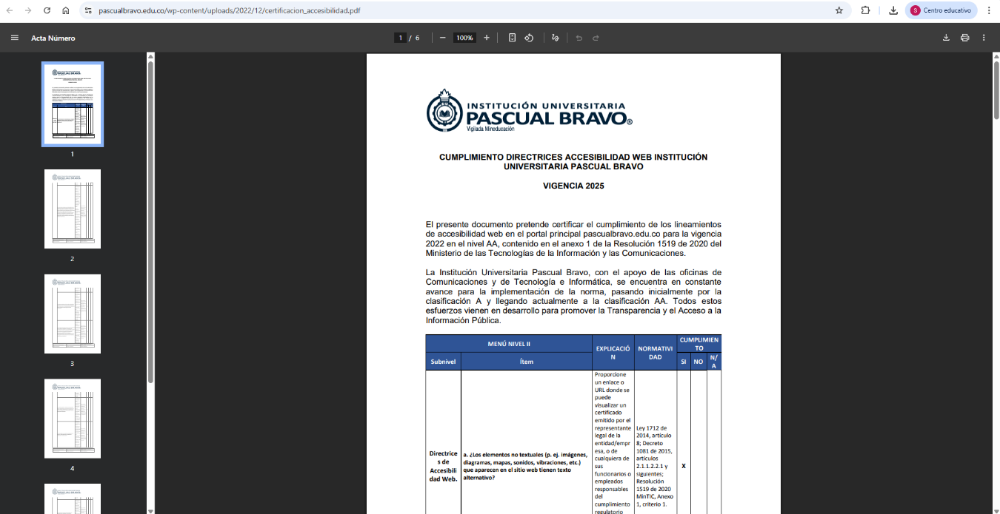 pascualbravo.edu.co/wp-content/uploads/2022/12/certificacion_accesibilidad.pdf
S Centro educativo
Acta Número
1 / 6
100%
1
2
3
4
INSTITUCIÓN UNIVERSITARIA
PASCUAL BRAVO®
Vigilada Mineducación
CUMPLIMIENTO DIRECTRICES ACCESIBILIDAD WEB INSTITUCIÓN
UNIVERSITARIA PASCUAL BRAVO
VIGENCIA 2025
El presente documento pretende certificar el cumplimiento de los lineamientos
de accesibilidad web en el portal principal pascualbravo.edu.co para la vigencia
2022 en el nivel AA, contenido en el anexo 1 de la Resolución 1519 de 2020 del
Ministerio de las Tecnologías de la Información y las Comunicaciones.
La Institución Universitaria Pascual Bravo, con el apoyo de las oficinas de
Comunicaciones y de Tecnología e Informática, se encuentra en constante
avance para la implementación de la norma, pasando inicialmente por la
clasificación A y llegando actualmente a la clasificación AA. Todos estos
esfuerzos vienen en desarrollo para promover la Transparencia y el Acceso a la
Información Pública.
MENÚ NIVEL II
EXPLICACIÓ
N
NORMATIVI
DAD
CUMPLIMIEN
TO
Subnivel
Ítem
SI
NO
N/
A
Directrice
s de
Accesibili
dad Web.
a. ¿Los elementos no textuales (p. ej. imágenes,
diagramas, mapas, sonidos, vibraciones, etc.)
que aparecen en el sitio web tienen texto
alternativo?
Proporcione
un enlace o
URL donde se
puede
visualizar un
certificado
emitido por el
representante
legal de la
entidad/empr
esa, o de
cualquiera de
sus
funcionarios o
empleados
responsables
del
cumplimiento
regulatorio
Ley 1712 de
2014, artículo
8; Decreto
1081 de 2015,
artículos
2.1.1.2.2.1 y
siguientes;
Resolución
1519 de 2020
MinTIC, Anexo
1, criterio 1.
X